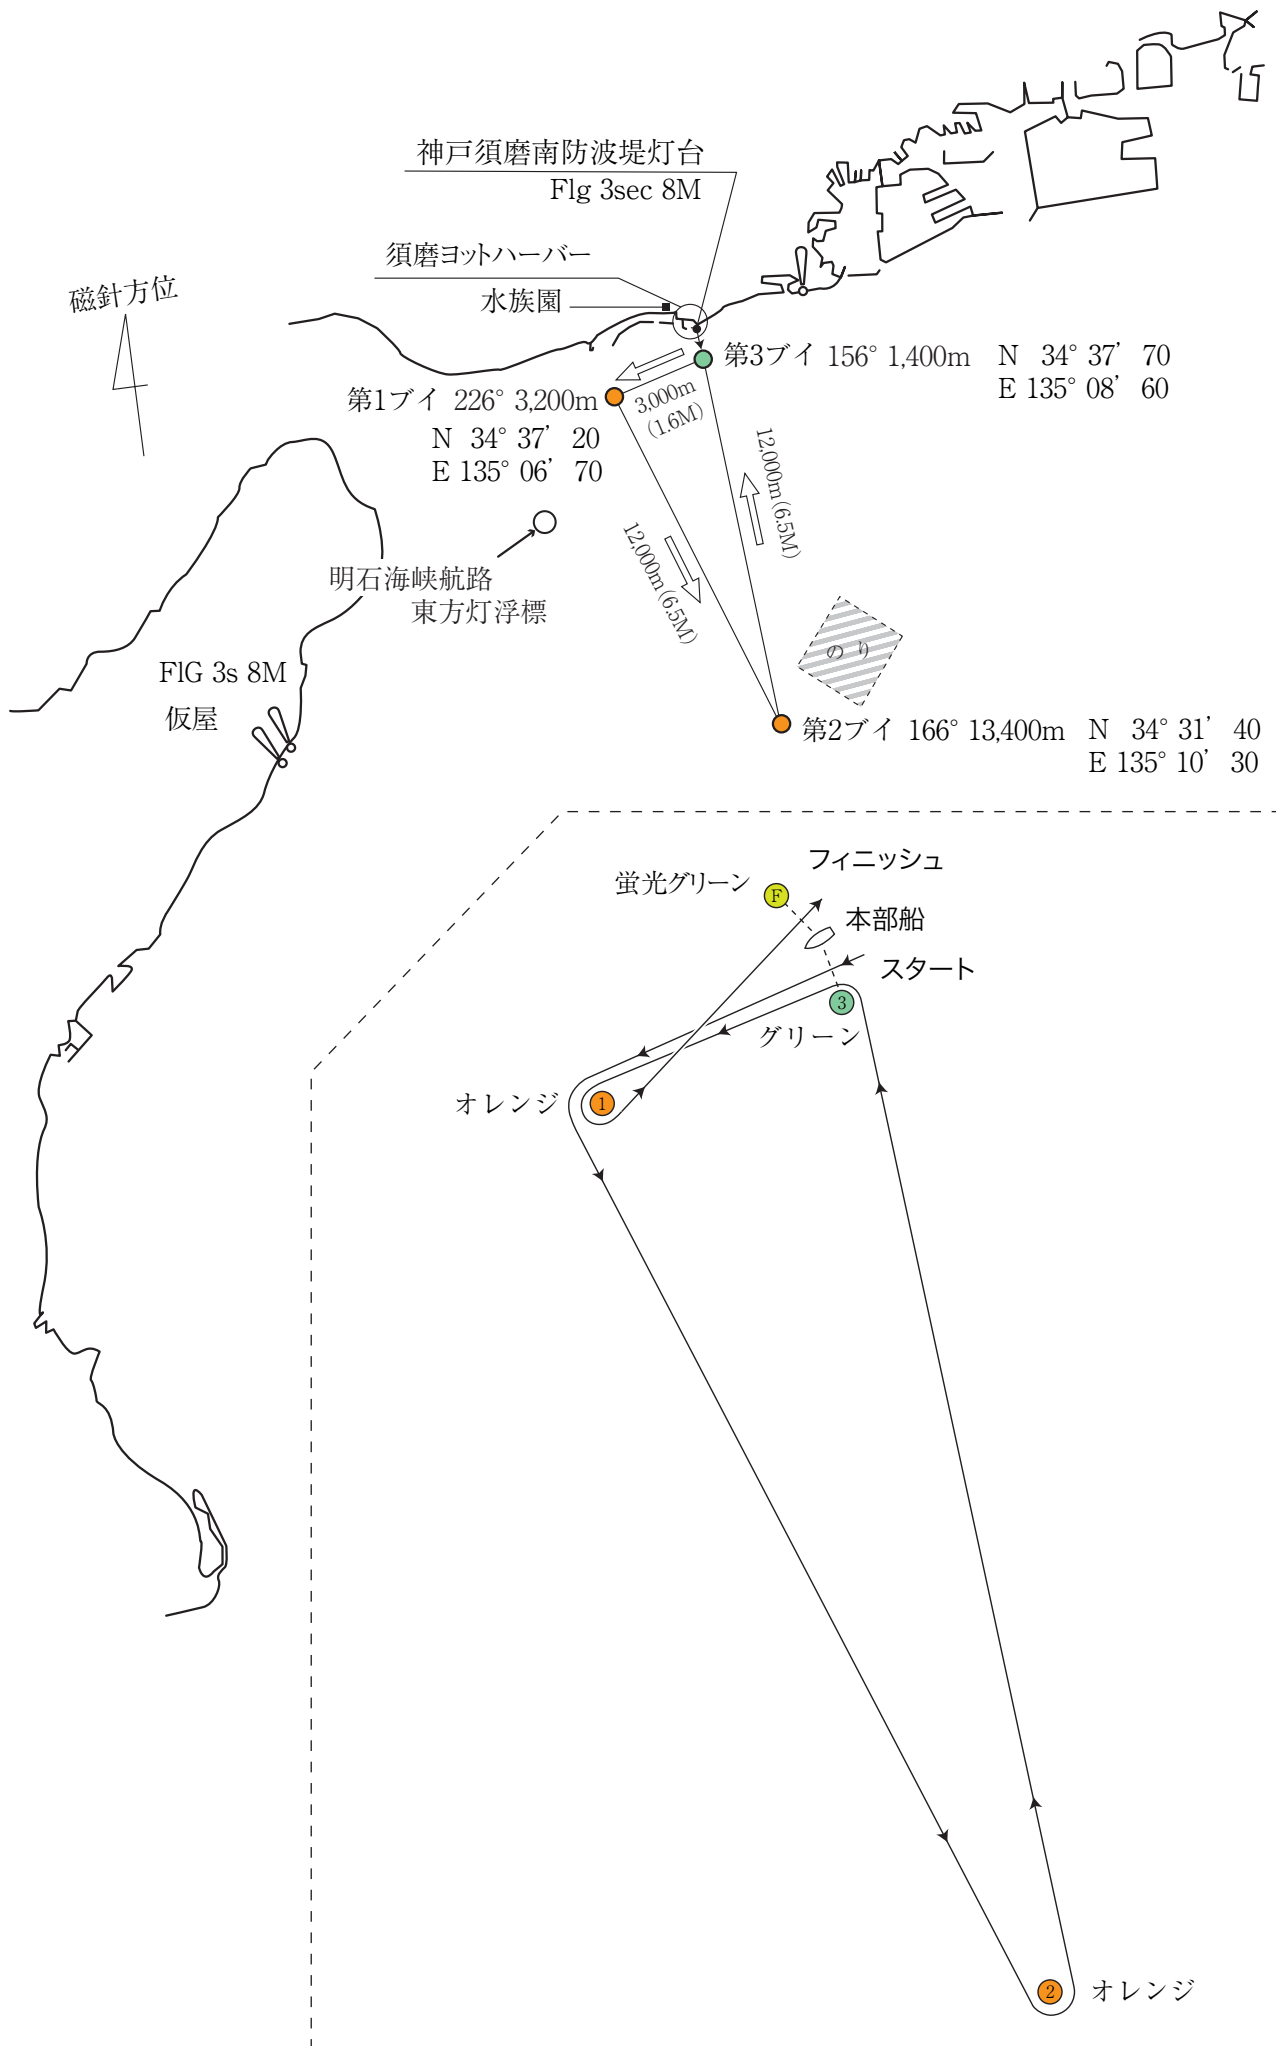 神戸須磨南防波堤灯台
Flg 3sec 8M
須磨ヨットハーバー
水族園
磁針方位
第3ブイ 156° 1,400m N 34° 37’ 70
E 135° 08’ 60
第1ブイ 226° 3,200m
N 34° 37’ 20
E 135° 06’ 70
3,000m
(1.6M)
12,000m(6.5M)
12,000m(6.5M)
明石海峡航路
東方灯浮標
のり
FlG 3s 8M
仮屋
第2ブイ 166° 13,400m N 34° 31’ 40
E 135° 10’ 30
フィニッシュ
蛍光グリーン
F
本部船
スタート
3
グリーン
オレンジ
1
2
オレンジ